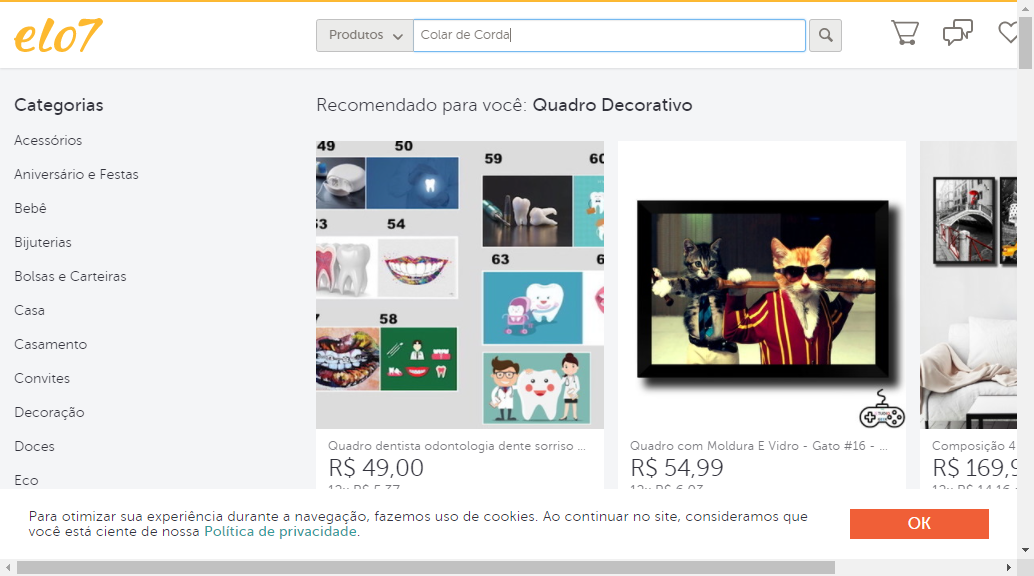 elo7
Produtos
Colar de Corda
Categorias
Acessórios
Aniversário e Festas
Bebê
Bijuterias
Bolsas e Carteiras
Casa
Casamento
Convites
Decoração
Doces
Eco
Recomendado para você: Quadro Decorativo
49 50
59 60
53 54
63 6
7 58
Quadro dentista odontologia dente sorriso ...
R$ 49,00
12x R$ 5,37
Quadro com Moldura E Vidro - Gato #16 - ...
R$ 54,99
12x R$ 6,03
Composição 4
R$ 169,9
12x R$ 14,16
Para otimizar sua experiência durante a navegação, fazemos uso de cookies. Ao continuar no site, consideramos que
você está ciente de nossa Política de privacidade.
OK